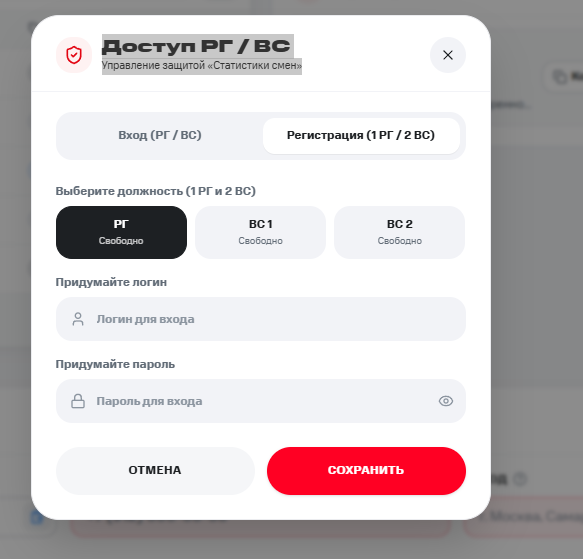 Доступ РГ / ВС
Управление защитой «Статистики смен»
Вход (РГ / ВС)
Регистрация (1 РГ / 2 ВС)
Выберите должность (1 РГ и 2 ВС)
РГ
ВС 1
ВС 2
Свободно
Свободно
Свободно
Придумайте логин
Логин для входа
Придумайте пароль
Пароль для входа
ОТМЕНА
СОХРАНИТЬ
г. Москва, Сама